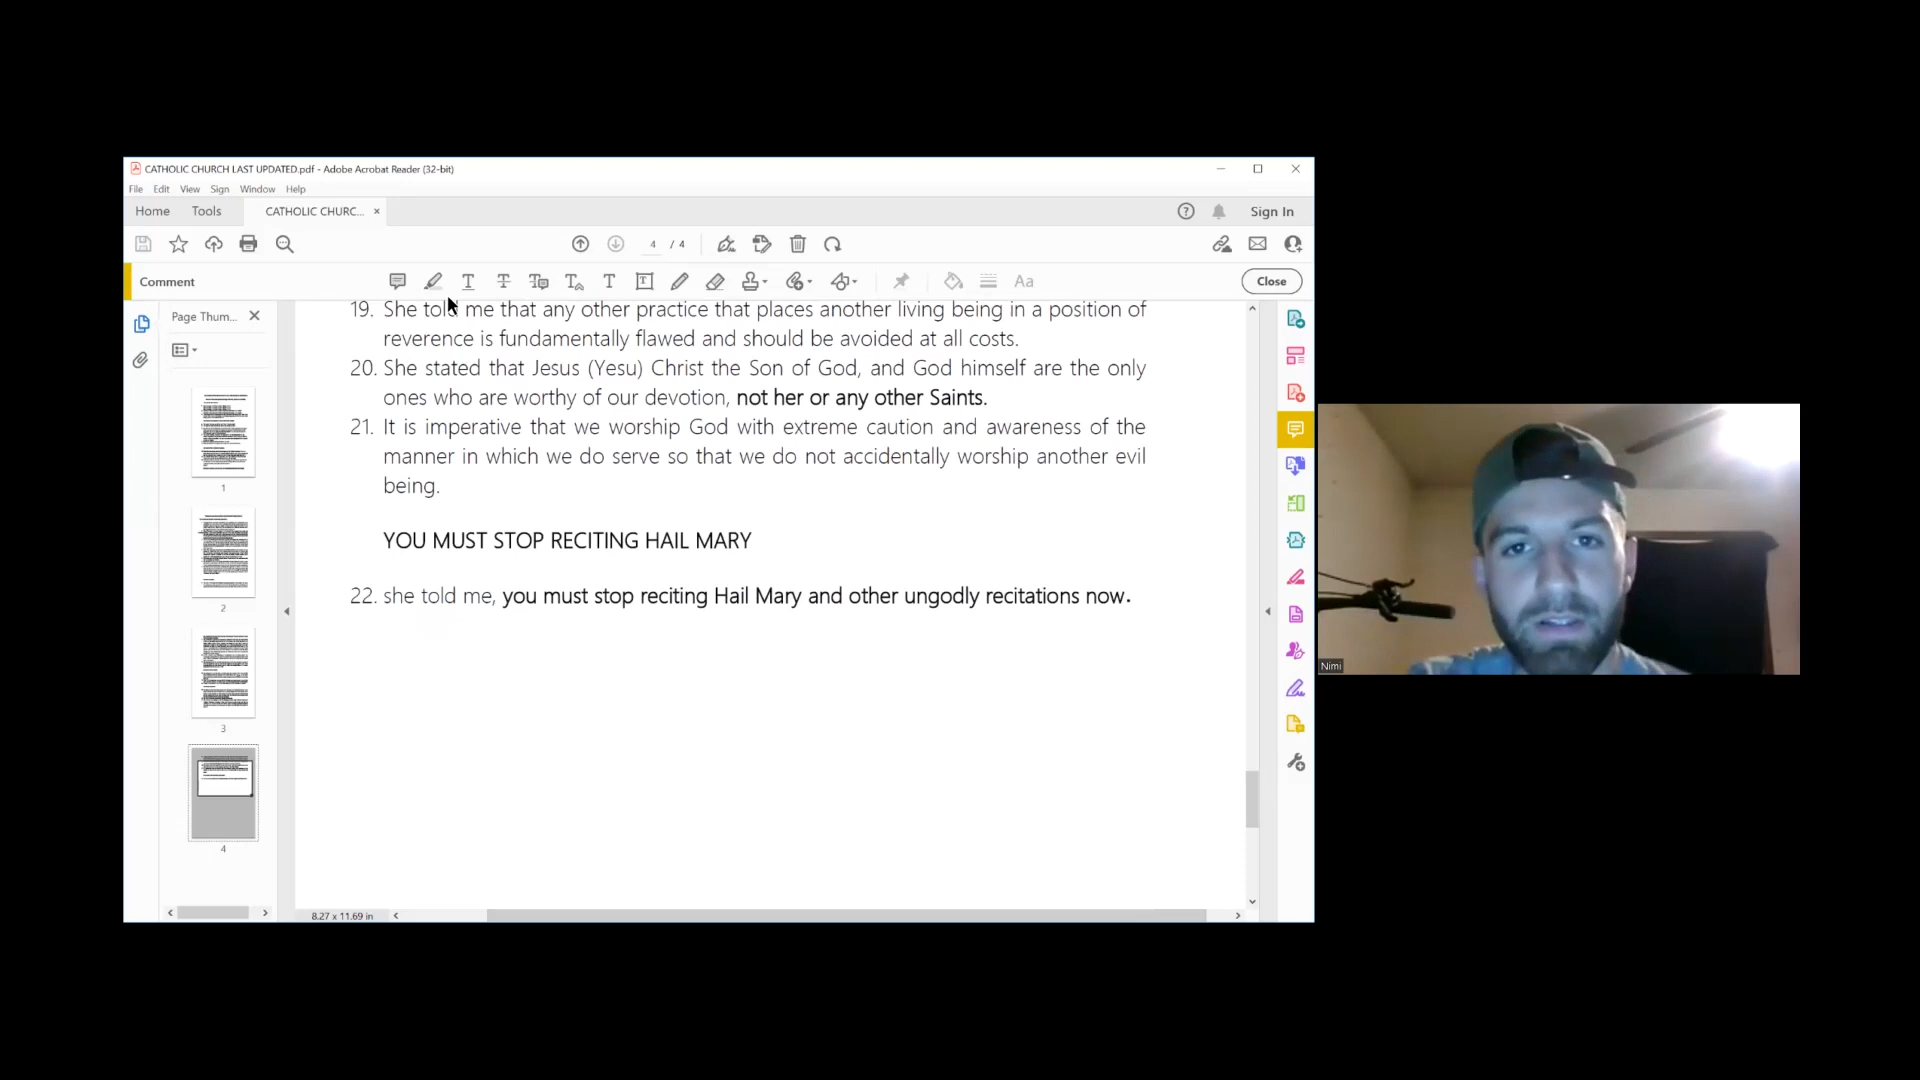 CATHOLIC CHURCH LAST UPDATED.pdf - Adobe Acrobat Reader (32-bit)
File Edit View Sign Window Help
Home Tools CATHOLIC CHURC... × Sign In
4 / 4
Comment Close
Page Thum...
19. She told me that any other practice that places another living being in a position of
reverence is fundamentally flawed and should be avoided at all costs.
20. She stated that Jesus (Yesu) Christ the Son of God, and God himself are the only
ones who are worthy of our devotion, not her or any other Saints.
21. It is imperative that we worship God with extreme caution and awareness of the
manner in which we do serve so that we do not accidentally worship another evil
being.
YOU MUST STOP RECITING HAIL MARY
22. she told me, you must stop reciting Hail Mary and other ungodly recitations now.
1
2
3
4
8.27 x 11.69 in
Nimi